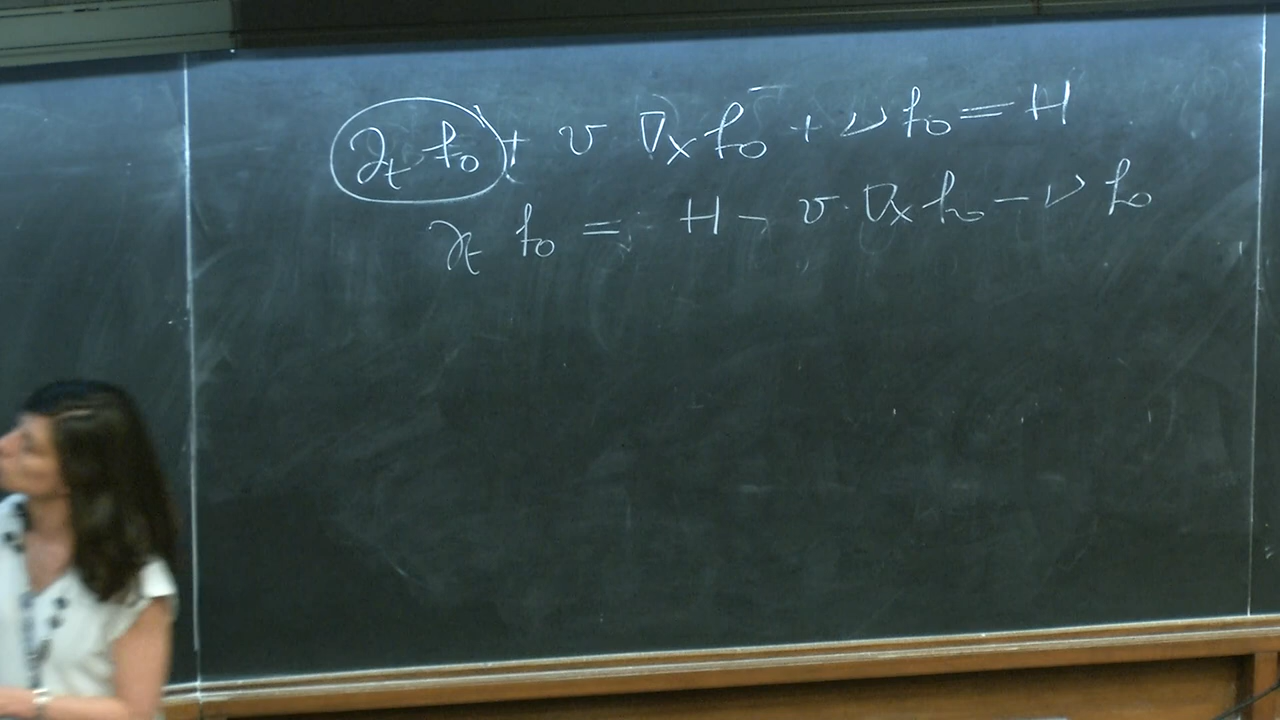 ∂t f₀ + v ∇x f₀ + ν f₀ = H
∂t f₀ = H − v · ∇x f₀ − ν f₀